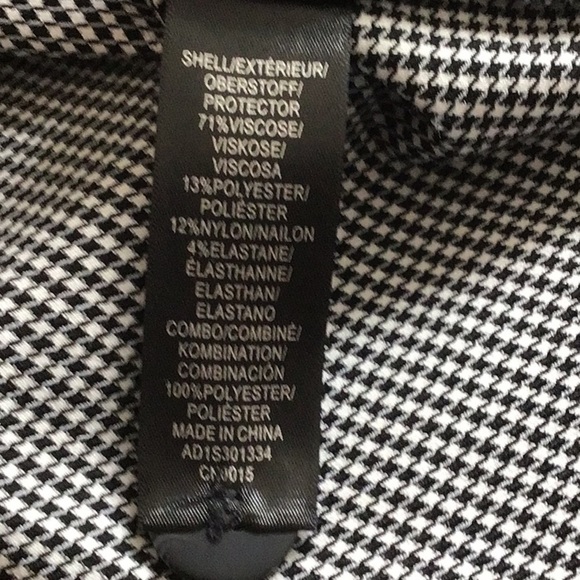 SHELL/EXTÉRIEUR/
OBERSTOFF/
PROTECTOR
71%VISCOSE/
VISKOSE/
VISCOSA
13%POLYESTER/
POLIÉSTER
12%NYLON/NAILON
4%ELASTANE/
ÉLASTHANNE/
ELASTHAN/
ELASTANO
COMBO/COMBINÉ/
KOMBINATION/
COMBINACIÓN
100%POLYESTER/
POLIÉSTER
MADE IN CHINA
AD1S301334